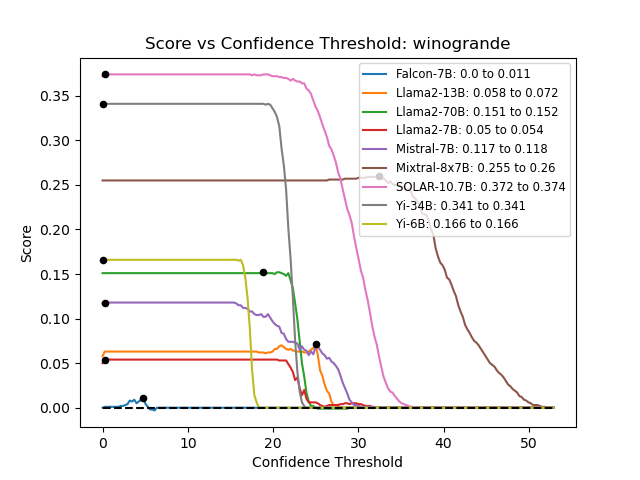 Score vs Confidence Threshold: winogrande
Score
0.35
0.30
0.25
0.20
0.15
0.10
0.05
0.00
Falcon-7B: 0.0 to 0.011
Llama2-13B: 0.058 to 0.072
Llama2-70B: 0.151 to 0.152
Llama2-7B: 0.05 to 0.054
Mistral-7B: 0.117 to 0.118
Mixtral-8x7B: 0.255 to 0.26
SOLAR-10.7B: 0.372 to 0.374
Yi-34B: 0.341 to 0.341
Yi-6B: 0.166 to 0.166
0 10 20 30 40 50
Confidence Threshold